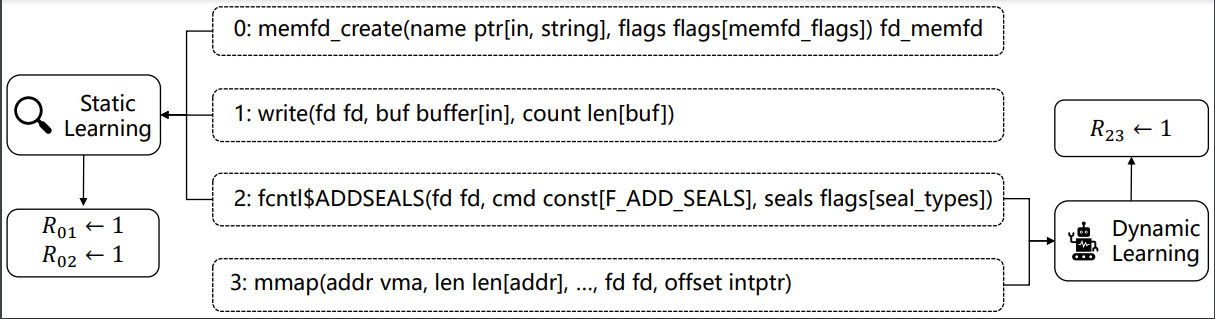 0: memfd_create(name ptr[in, string], flags flags[memfd_flags]) fd_memfd
Static
Learning
1: write(fd fd, buf buffer[in], count len[buf])
R₂₃ ← 1
2: fcntl$ADDSEALS(fd fd, cmd const[F_ADD_SEALS], seals flags[seal_types])
R₀₁ ← 1
R₀₂ ← 1
Dynamic
Learning
3: mmap(addr vma, len len[addr], ..., fd fd, offset intptr)